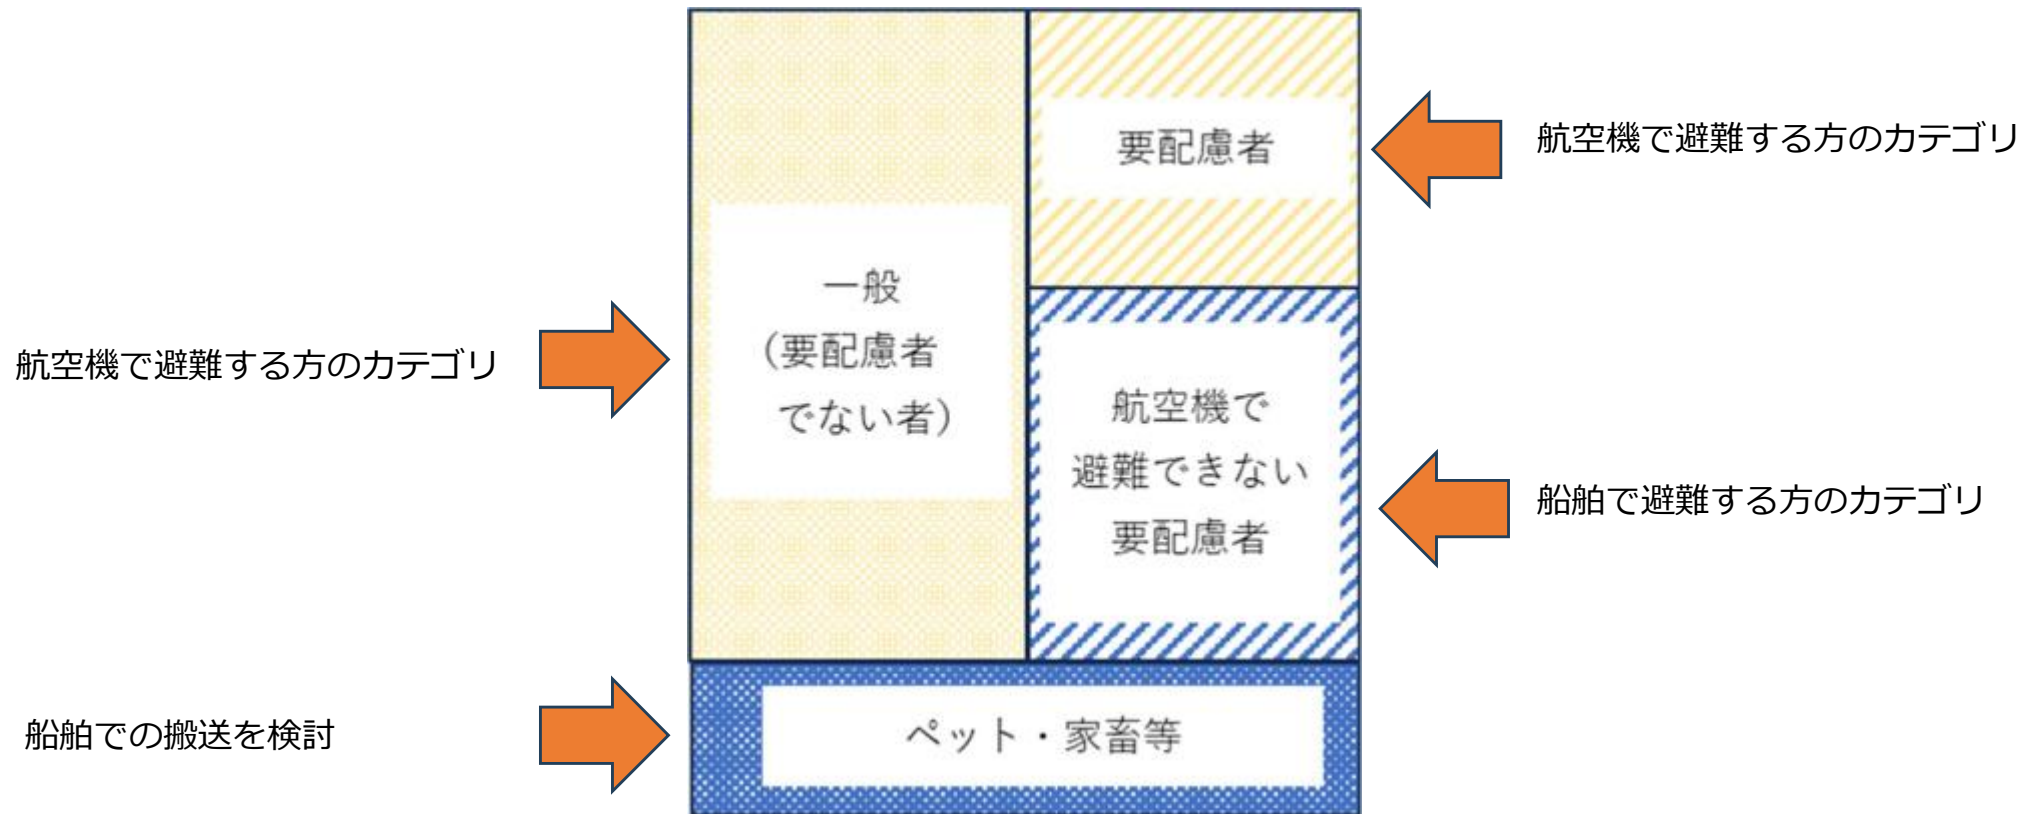 要配慮者
航空機で避難する方のカテゴリ
一般
（要配慮者
でない者）
航空機で避難する方のカテゴリ
航空機で
避難できない
要配慮者
船舶で避難する方のカテゴリ
ペット・家畜等
船舶での搬送を検討